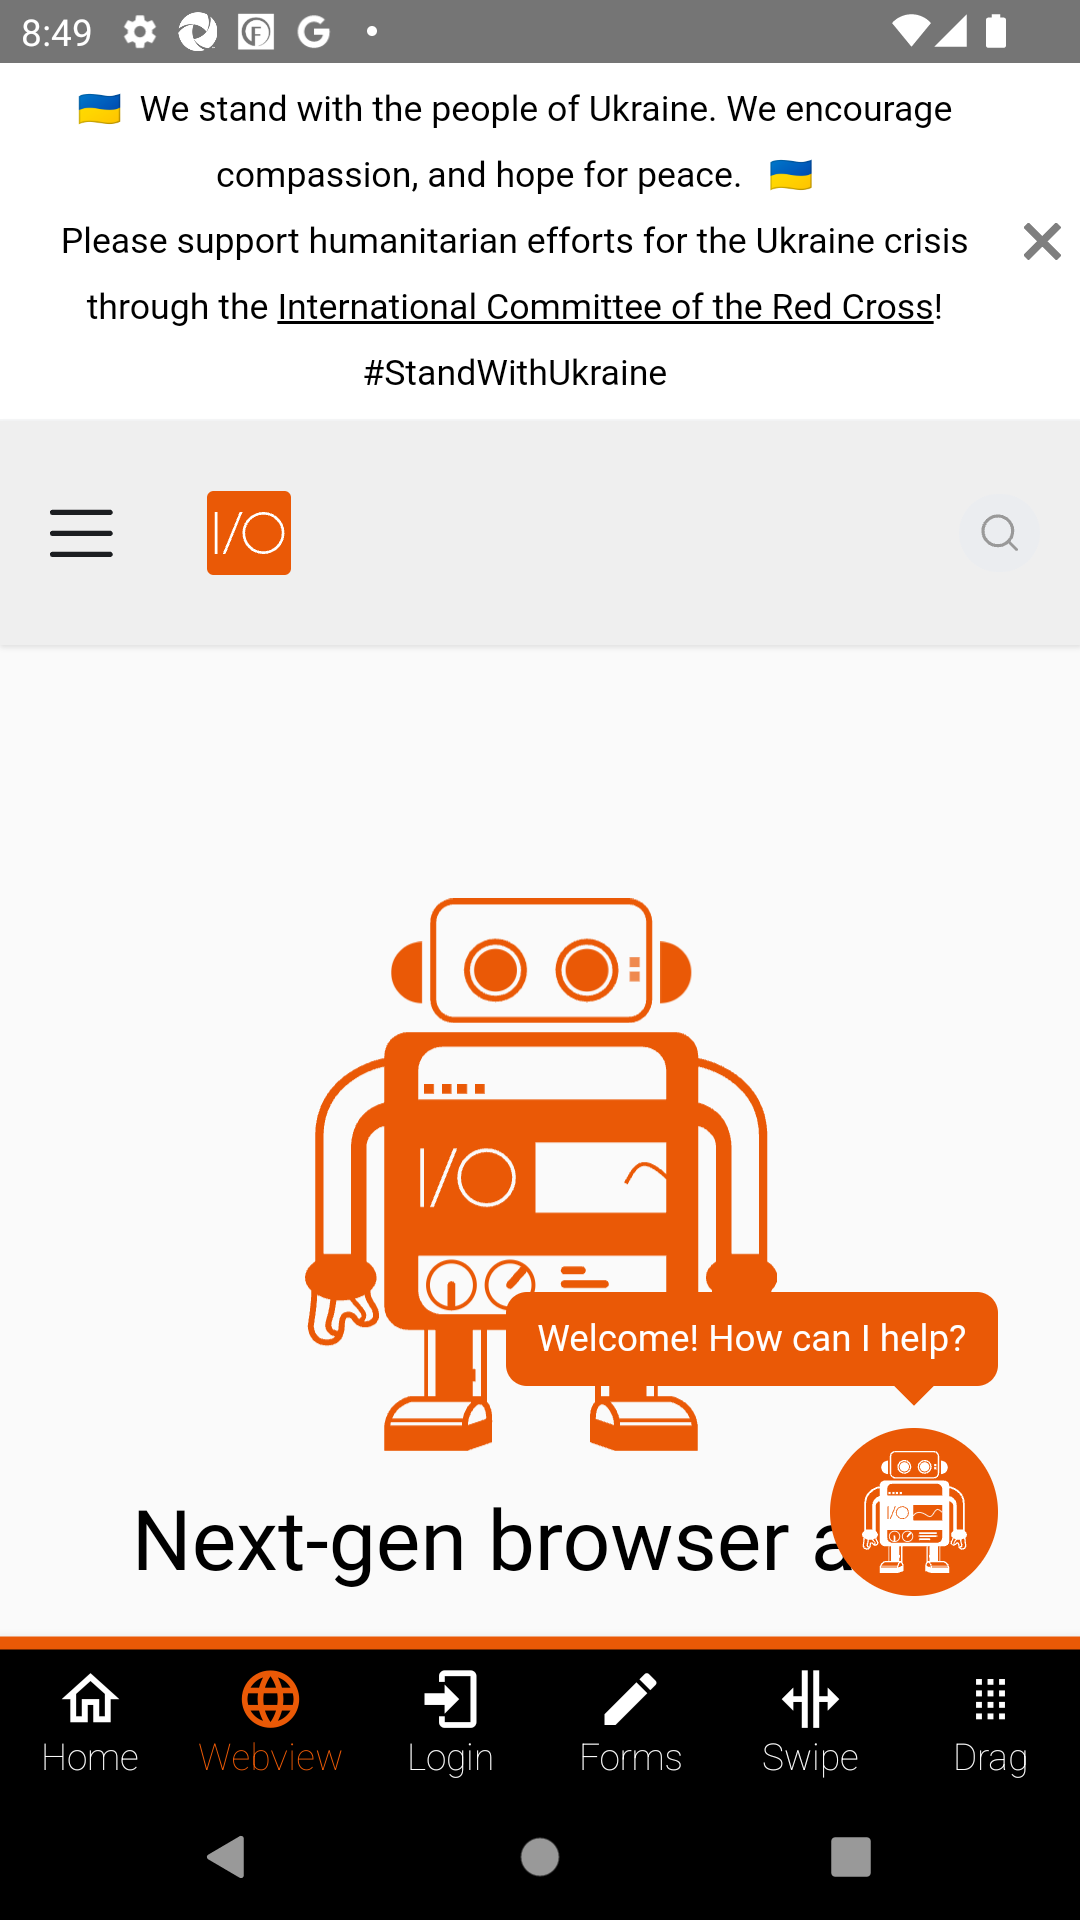 8:49
We stand with the people of Ukraine. We encourage
compassion, and hope for peace.
Please support humanitarian efforts for the Ukraine crisis
through the International Committee of the Red Cross!
#StandWithUkraine
I/O
I/O
Welcome! How can I help?
I/O
Next-gen browser a
Home
Webview
Login
Forms
Swipe
Drag